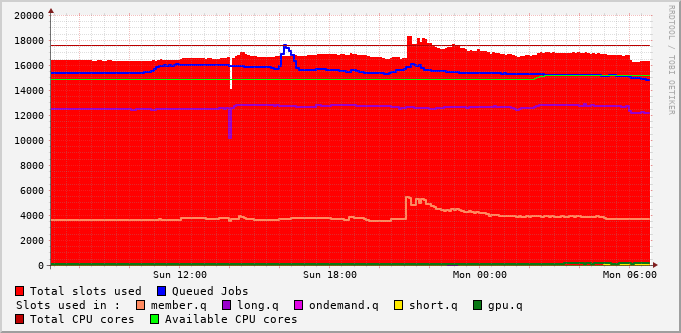 RRDTOOL / TOBI OETIKER
20000
18000
16000
14000
12000
10000
8000
6000
4000
2000
0
Sun 12:00 Sun 18:00 Mon 00:00 Mon 06:00
Total slots used Queued Jobs
Slots used in : member.q long.q ondemand.q short.q gpu.q
Total CPU cores Available CPU cores